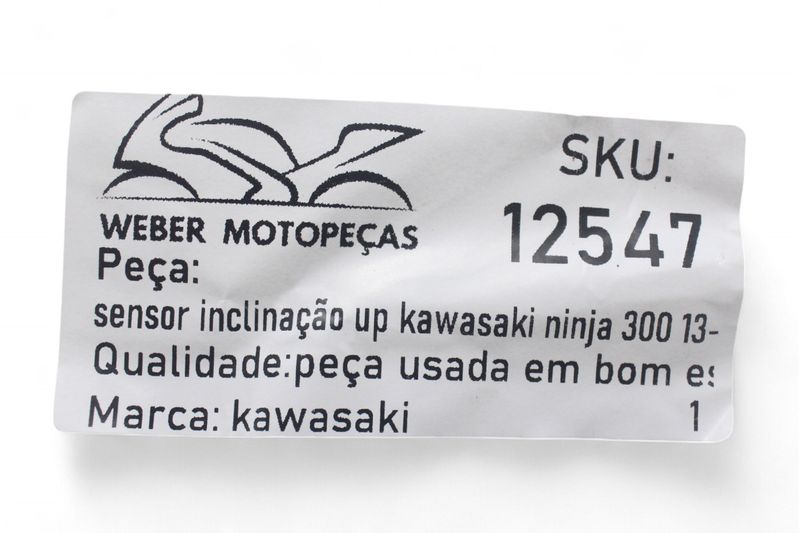 WEBER MOTOPEÇAS
SKU:
12547
Peça:
sensor inclinação up kawasaki ninja 300 13-
Qualidade:peça usada em bom es
Marca: kawasaki
1